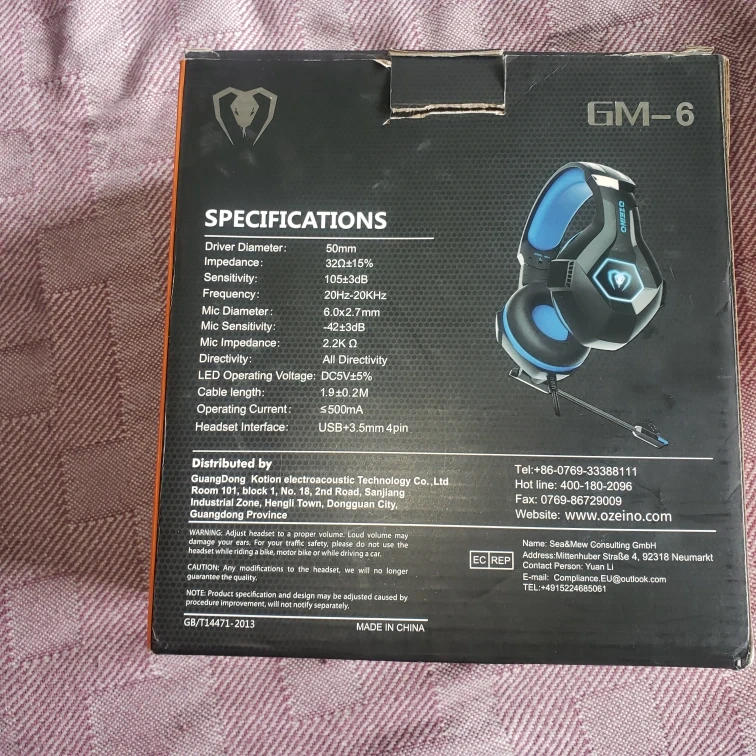 GM-6
OZEINO
SPECIFICATIONS
Driver Diameter: 50mm
Impedance: 32Ω±15%
Sensitivity: 105±3dB
Frequency: 20Hz-20KHz
Mic Diameter: 6.0x2.7mm
Mic Sensitivity: -42±3dB
Mic Impedance: 2.2K Ω
Directivity: All Directivity
LED Operating Voltage: DC5V±5%
Cable length: 1.9±0.2M
Operating Current: ≤500mA
Headset Interface: USB+3.5mm 4pin
Distributed by
GuangDong Kotion electroacoustic Technology Co.,Ltd
Room 101, block 1, No. 18, 2nd Road, Sanjiang
Industrial Zone, Hengli Town, Dongguan City,
Guangdong Province
Tel:+86-0769-33388111
Hot line: 400-180-2096
Fax: 0769-86729009
Website: www.ozeino.com
WARNING: Adjust headset to a proper volume. Loud volume may
damage your ears. For your traffic safety, please do not use the
headset while riding a bike, motor bike or while driving a car.
CAUTION: Any modifications to the headset, we will no longer
guarantee the quality.
NOTE: Product specification and design may be adjusted caused by
procedure improvement, will not notify separately.
GB/T14471-2013 MADE IN CHINA
EC REP
Name: Sea&Mew Consulting GmbH
Address:Mittenhuber Straße 4, 92318 Neumarkt
Contact Person: Yuan Li
E-mail: Compliance.EU@outlook.com
TEL:+4915224685061